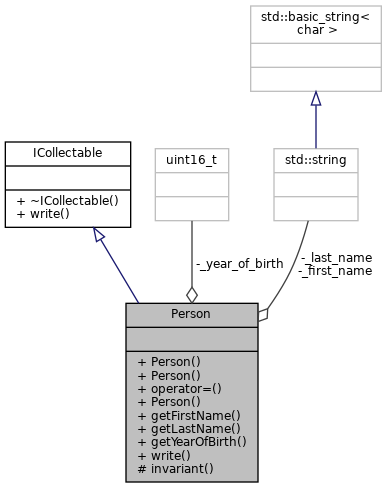 std::basic_string<
char >
ICollectable
+ ~ICollectable()
+ write()
uint16_t
std::string
-_year_of_birth
-_last_name
-_first_name
Person
+ Person()
+ Person()
+ operator=()
+ Person()
+ getFirstName()
+ getLastName()
+ getYearOfBirth()
+ write()
# invariant()